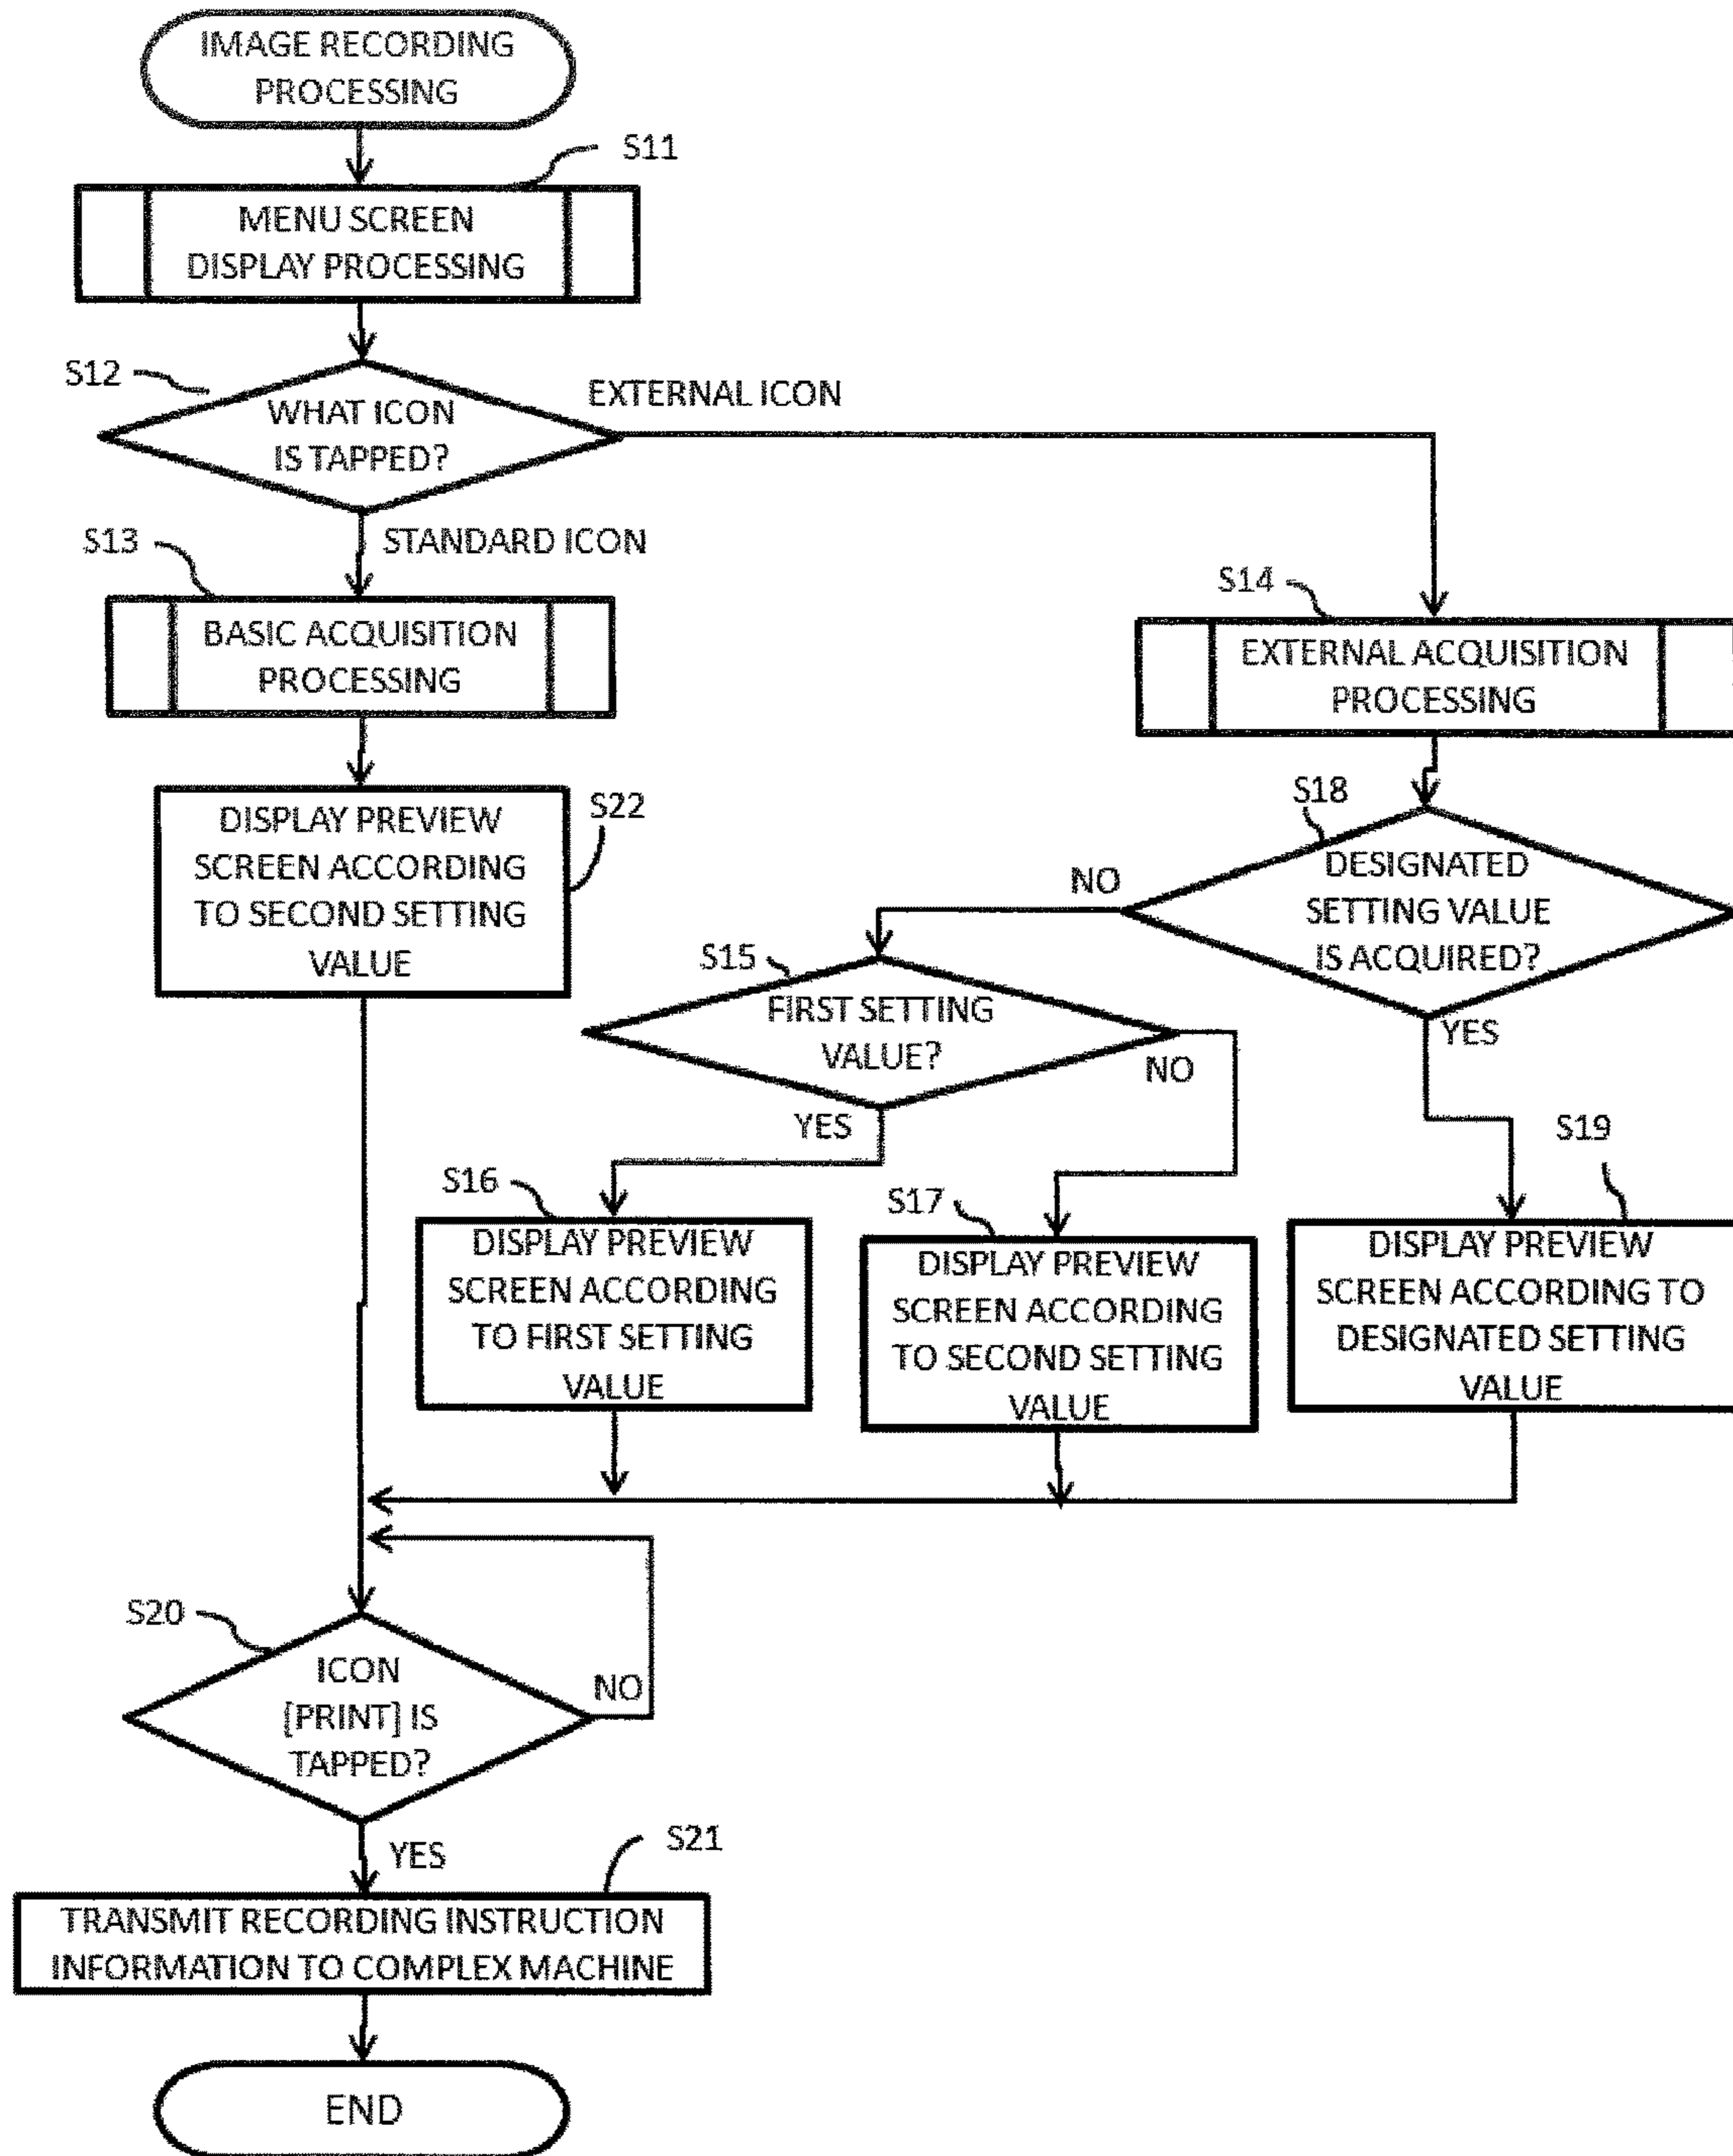 IMAGE RECORDING
PROCESSING
S11
MENU SCREEN
DISPLAY PROCESSING
S12
WHAT ICON
IS TAPPED?
EXTERNAL ICON
STANDARD ICON
S13
BASIC ACQUISITION
PROCESSING
S14
EXTERNAL ACQUISITION
PROCESSING
S22
DISPLAY PREVIEW
SCREEN ACCORDING
TO SECOND SETTING
VALUE
S18
DESIGNATED
SETTING VALUE
IS ACQUIRED?
NO
YES
S15
FIRST SETTING
VALUE?
NO
YES
S16
DISPLAY PREVIEW
SCREEN ACCORDING
TO FIRST SETTING
VALUE
S17
DISPLAY PREVIEW
SCREEN ACCORDING
TO SECOND SETTING
VALUE
S19
DISPLAY PREVIEW
SCREEN ACCORDING TO
DESIGNATED SETTING
VALUE
S20
ICON
[PRINT] IS
TAPPED?
NO
YES
S21
TRANSMIT RECORDING INSTRUCTION
INFORMATION TO COMPLEX MACHINE
END